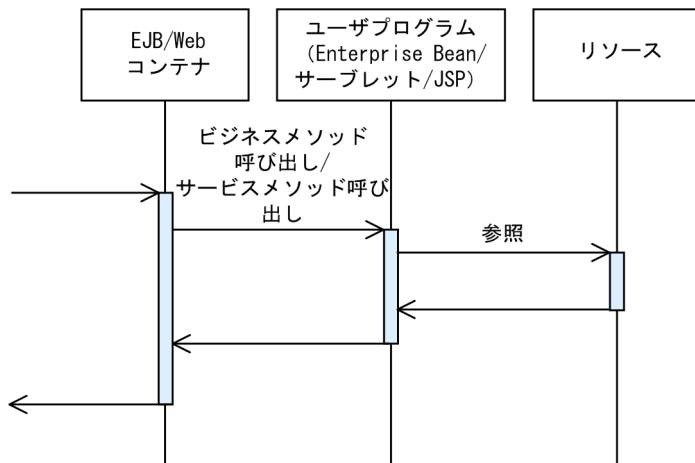 EJB/Web
コンテナ
ユーザプログラム
(Enterprise Bean/
サーブレット/JSP)
リソース
ビジネスメソッド
呼び出し/
サービスメソッド呼び
出し
参照